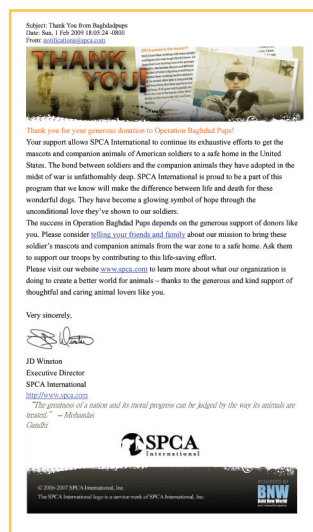 Subject: Thank You from Baghdadpups
Date: Sun, 1 Feb 2009 18:05:24 -0800
From: notifications@spca.com
THANK
YOU!
Thank you for your generous donation to Operation Baghdad Pups!
Your support allows SPCA International to continue its exhaustive efforts to get the
mascots and companion animals of American soldiers to a safe home in the United
States. The bond between soldiers and the companion animals they have adopted in the
midst of war is unfathomably deep. SPCA International is proud to be a part of this
program that we know will make the difference between life and death for these
wonderful dogs. They have become a glowing symbol of hope through the
unconditional love they've shown to our soldiers.
The success in Operation Baghdad Pups depends on the generous support of donors like
you. Please consider telling your friends and family about our mission to bring these
soldier's mascots and companion animals from the war zone to a safe home. Ask them
to support our troops by contributing to this life-saving effort.
Please visit our website www.spca.com to learn more about what our organization is
doing to create a better world for animals – thanks to the generous and kind support of
thoughtful and caring animal lovers like you.
Very sincerely,
JD Winston
Executive Director
SPCA International
http://www.spca.com
"The greatness of a nation and its moral progress can be judged by the way its animals are
treated." -- Mohandas
Gandhi
SPCA
International
© 2006-2007 SPCA International, Inc.
The SPCA International logo is a service mark of SPCA International, Inc
POWERED BY
BNW
Bold New World